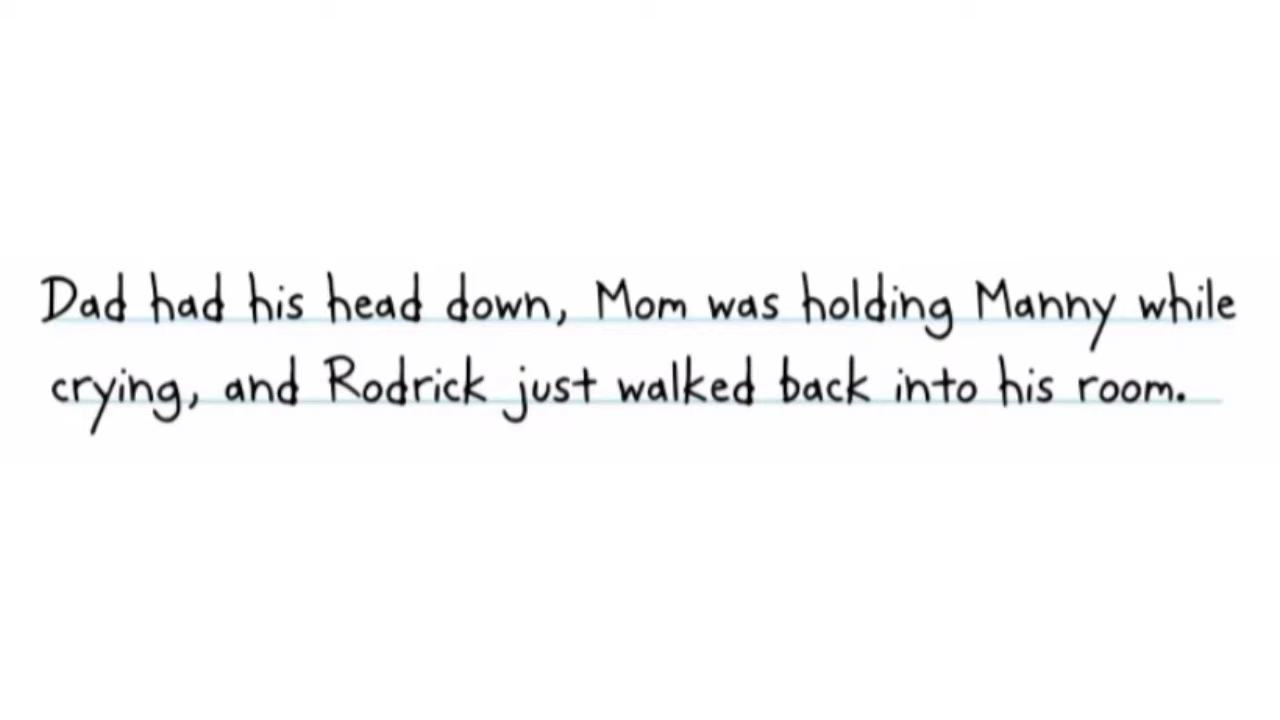 Dad had his head down, Mom was holding Manny while
crying, and Rodrick just walked back into his room.